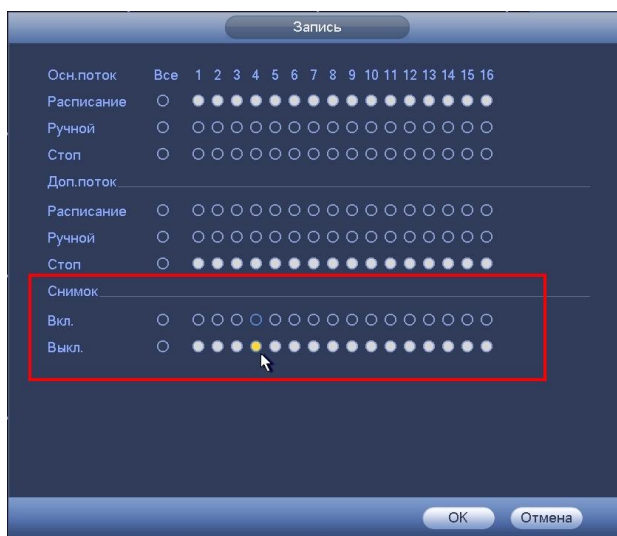 Запись
Осн.поток Все 1 2 3 4 5 6 7 8 9 10 11 12 13 14 15 16
Расписание
Ручной
Стоп
Доп.поток
Расписание
Ручной
Стоп
Снимок
Вкл.
Выкл.
OK Отмена